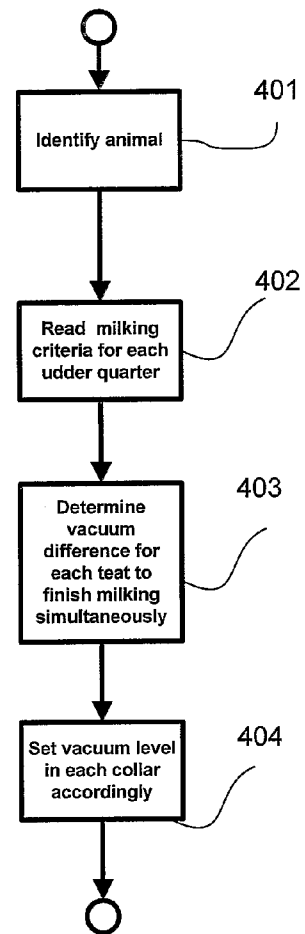 401
Identify animal
402
Read milking
criteria for each
udder quarter
403
Determine
vacuum
difference for
each teat to
finish milking
simultaneously
404
Set vacuum level
in each collar
accordingly